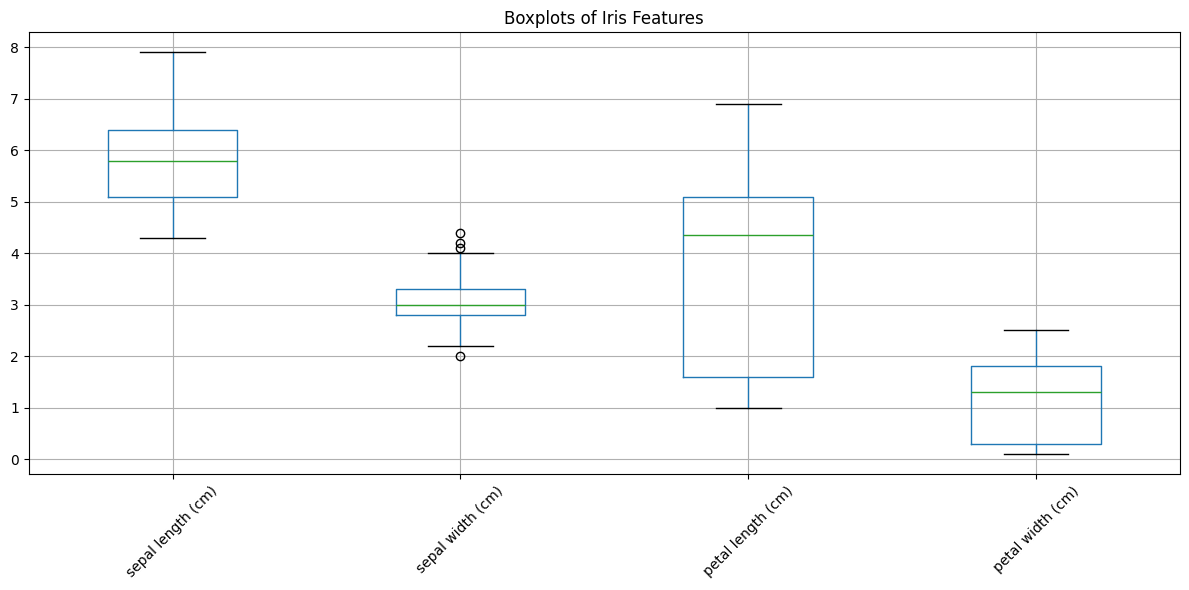 Boxplots of Iris Features
8
7
6
5
4
3
2
1
0
sepal length (cm)
sepal width (cm)
petal length (cm)
petal width (cm)